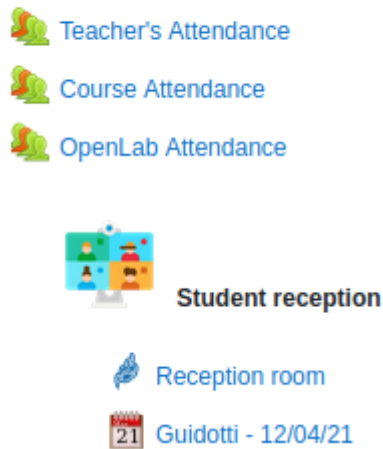 Teacher's Attendance
Course Attendance
OpenLab Attendance
Student reception
Reception room
21 Guidotti - 12/04/21